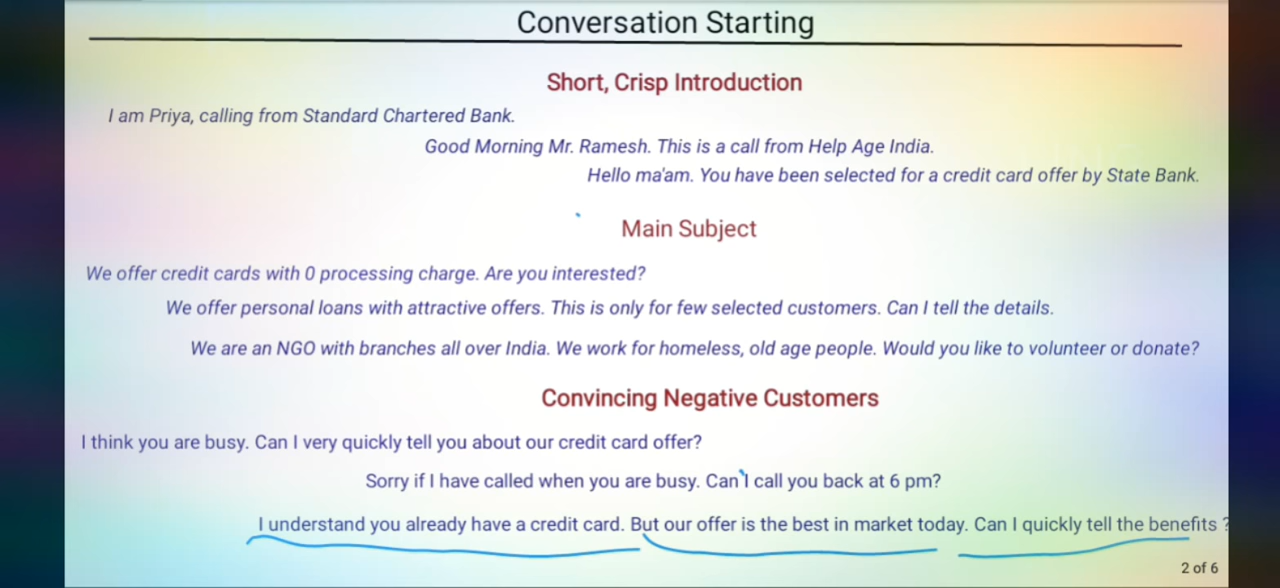 Conversation Starting
Short, Crisp Introduction
I am Priya, calling from Standard Chartered Bank.
Good Morning Mr. Ramesh. This is a call from Help Age India.
Hello ma'am. You have been selected for a credit card offer by State Bank.
Main Subject
We offer credit cards with 0 processing charge. Are you interested?
We offer personal loans with attractive offers. This is only for few selected customers. Can I tell the details.
We are an NGO with branches all over India. We work for homeless, old age people. Would you like to volunteer or donate?
Convincing Negative Customers
I think you are busy. Can I very quickly tell you about our credit card offer?
Sorry if I have called when you are busy. Can I call you back at 6 pm?
I understand you already have a credit card. But our offer is the best in market today. Can I quickly tell the benefits ?
2 of 6